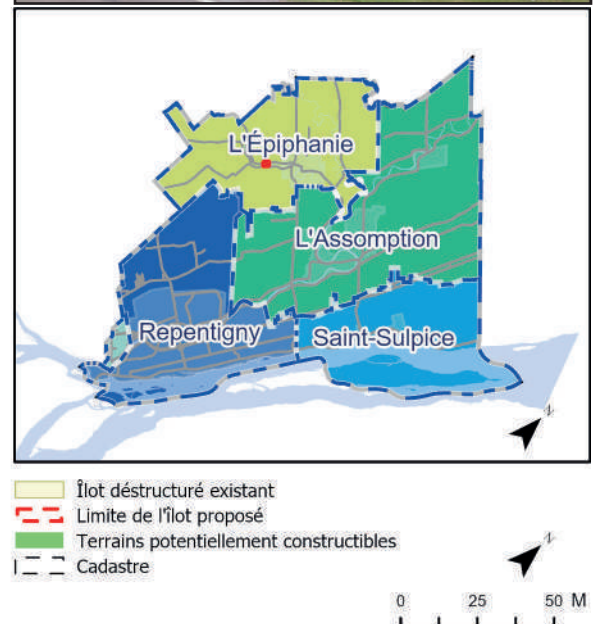 L'Épiphanie
L'Assomption
Repentigny
Saint-Sulpice
N
Îlot déstructuré existant
Limite de l'îlot proposé
Terrains potentiellement constructibles
Cadastre
N
0 25 50 M